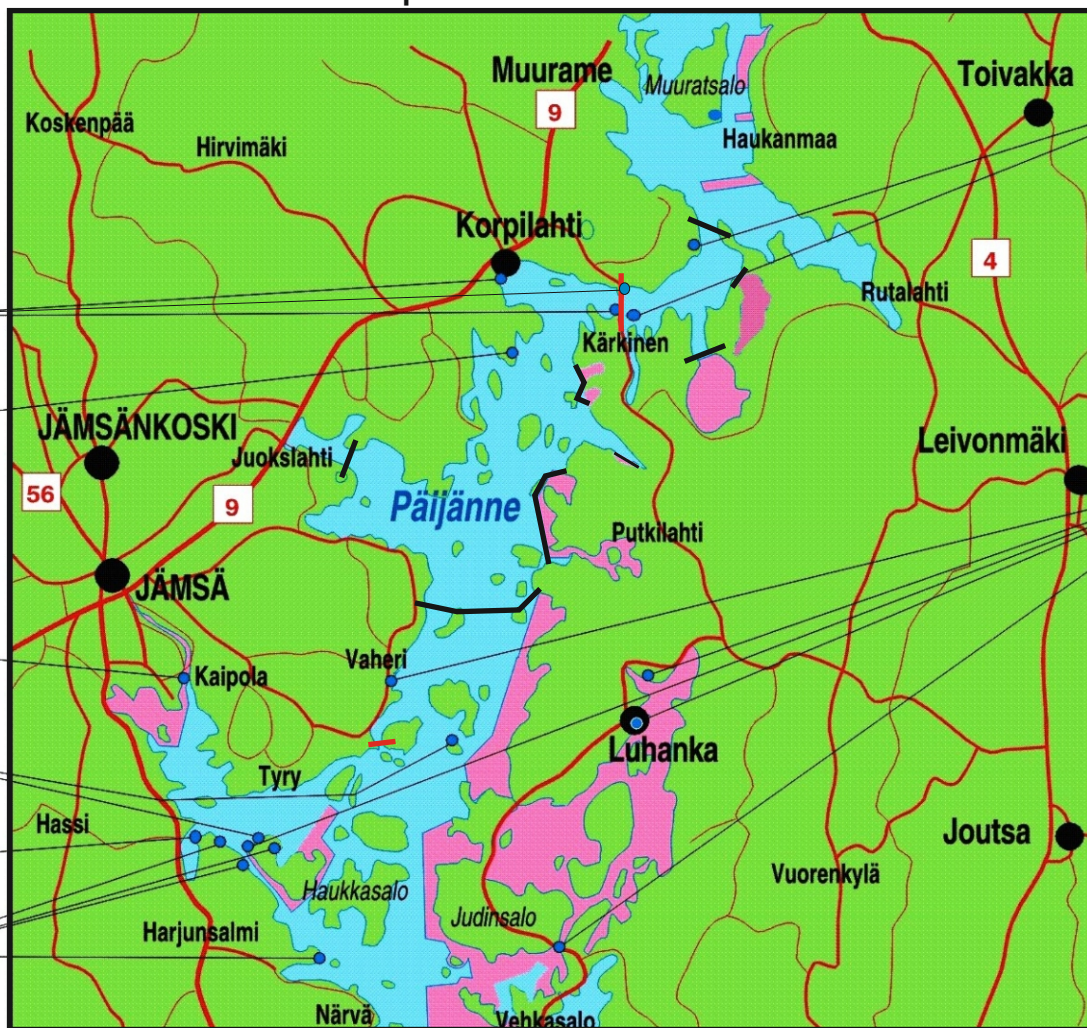 Muurame
Muuratsalo
Toivakka
9
Koskenpää
Hirvimäki
Haukanmaa
Korpilahti
4
Rutalahti
Kärkinen
JÄMSÄNKOSKI
Juokslahti
Leivonmäki
56
9
Päijänne
Putkilahti
JÄMSÄ
Vaheri
Kaipola
Luhanka
Tyry
Hassi
Joutsa
Vuorenkylä
Haukkasalo
Judinsalo
Harjunsalmi
Närvä
Vehkasalo